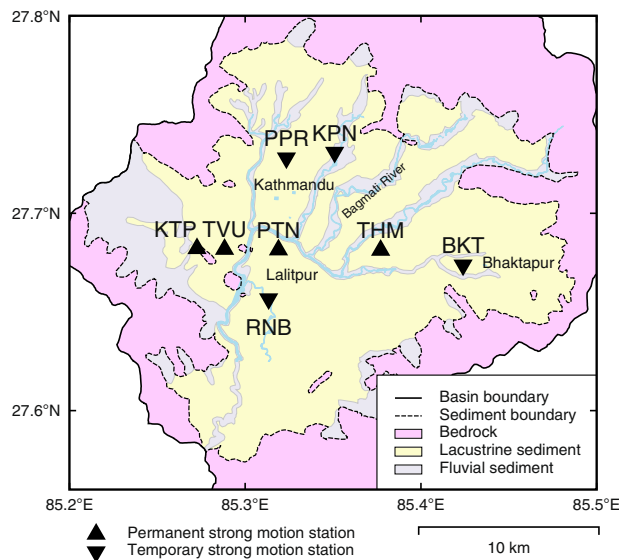 27.8°N
PPR KPN
Kathmandu
Bagmati River
27.7°N
KTP TVU PTN THM
BKT
Bhaktapur
Lalitpur
RNB
27.6°N
Basin boundary
Sediment boundary
Bedrock
Lacustrine sediment
Fluvial sediment
85.2°E 85.3°E 85.4°E 85.5°E
Permanent strong motion station
Temporary strong motion station
10 km